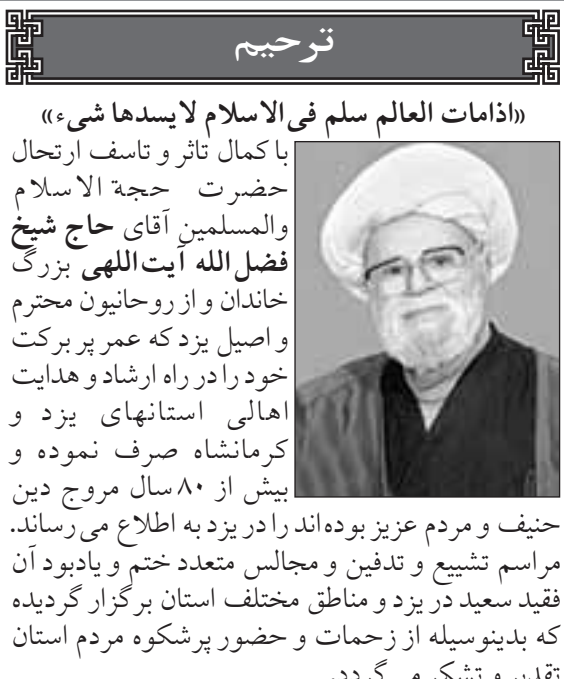 ترحیم
«اذامات العالم سلم فی‌الاسلام لایسدها شیء»
با کمال تاثر و تاسف ارتحال
حضرت حجة الاسلام
والمسلمین آقای حاج شیخ
فضل‌الله آیت‌اللهی بزرگ
خاندان و از روحانیون محترم
و اصیل یزد که عمر پر برکت
خود را در راه ارشاد و هدایت
اهالی استانهای یزد و
کرمانشاه صرف نموده و
بیش از ۸۰ سال مروج دین
حنیف و مردم عزیز بوده‌اند را در یزد به اطلاع می‌رساند.
مراسم تشییع و تدفین و مجالس متعدد ختم و یادبود آن
فقید سعید در یزد و مناطق مختلف استان برگزار گردیده
که بدینوسیله از زحمات و حضور پرشکوه مردم استان
تقدیر و تشکر می گردد.